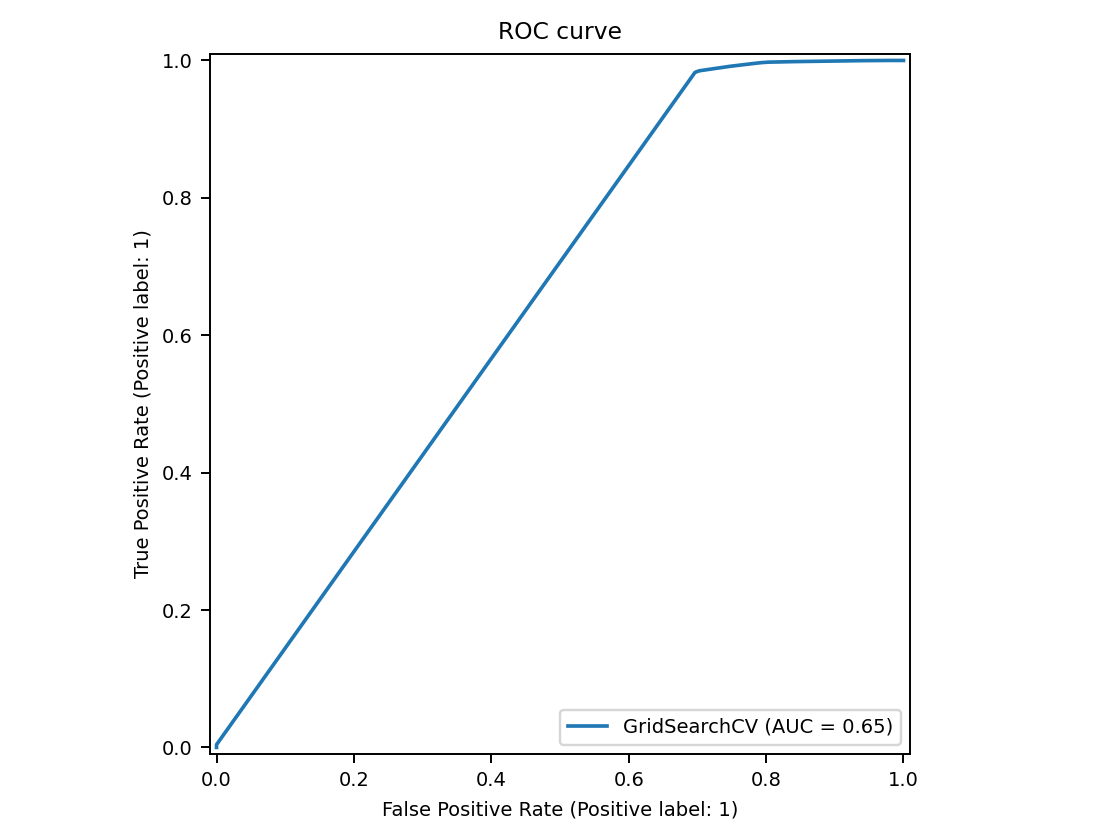 ROC curve
1.0
0.8
0.6
0.4
0.2
0.0
True Positive Rate (Positive label: 1)
GridSearchCV (AUC = 0.65)
0.0 0.2 0.4 0.6 0.8 1.0
False Positive Rate (Positive label: 1)